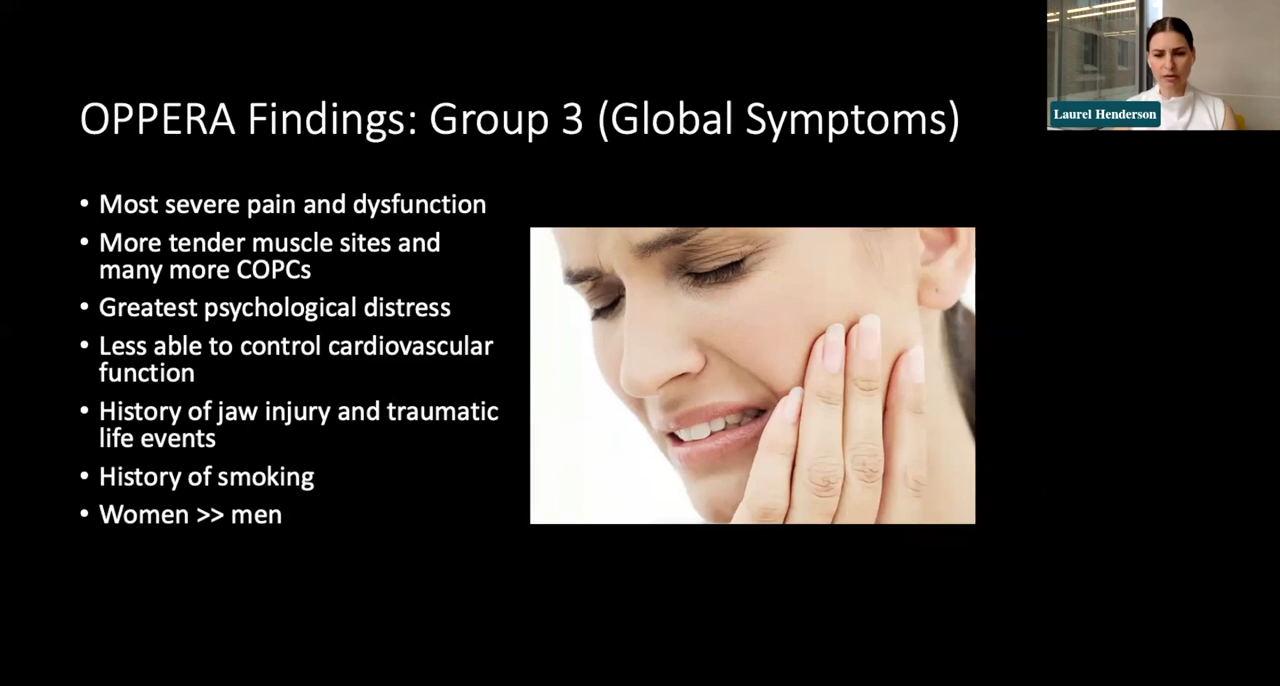 OPPERA Findings: Group 3 (Global Symptoms)
Laurel Henderson
• Most severe pain and dysfunction
• More tender muscle sites and
many more COPCs
• Greatest psychological distress
• Less able to control cardiovascular
function
• History of jaw injury and traumatic
life events
• History of smoking
• Women >> men